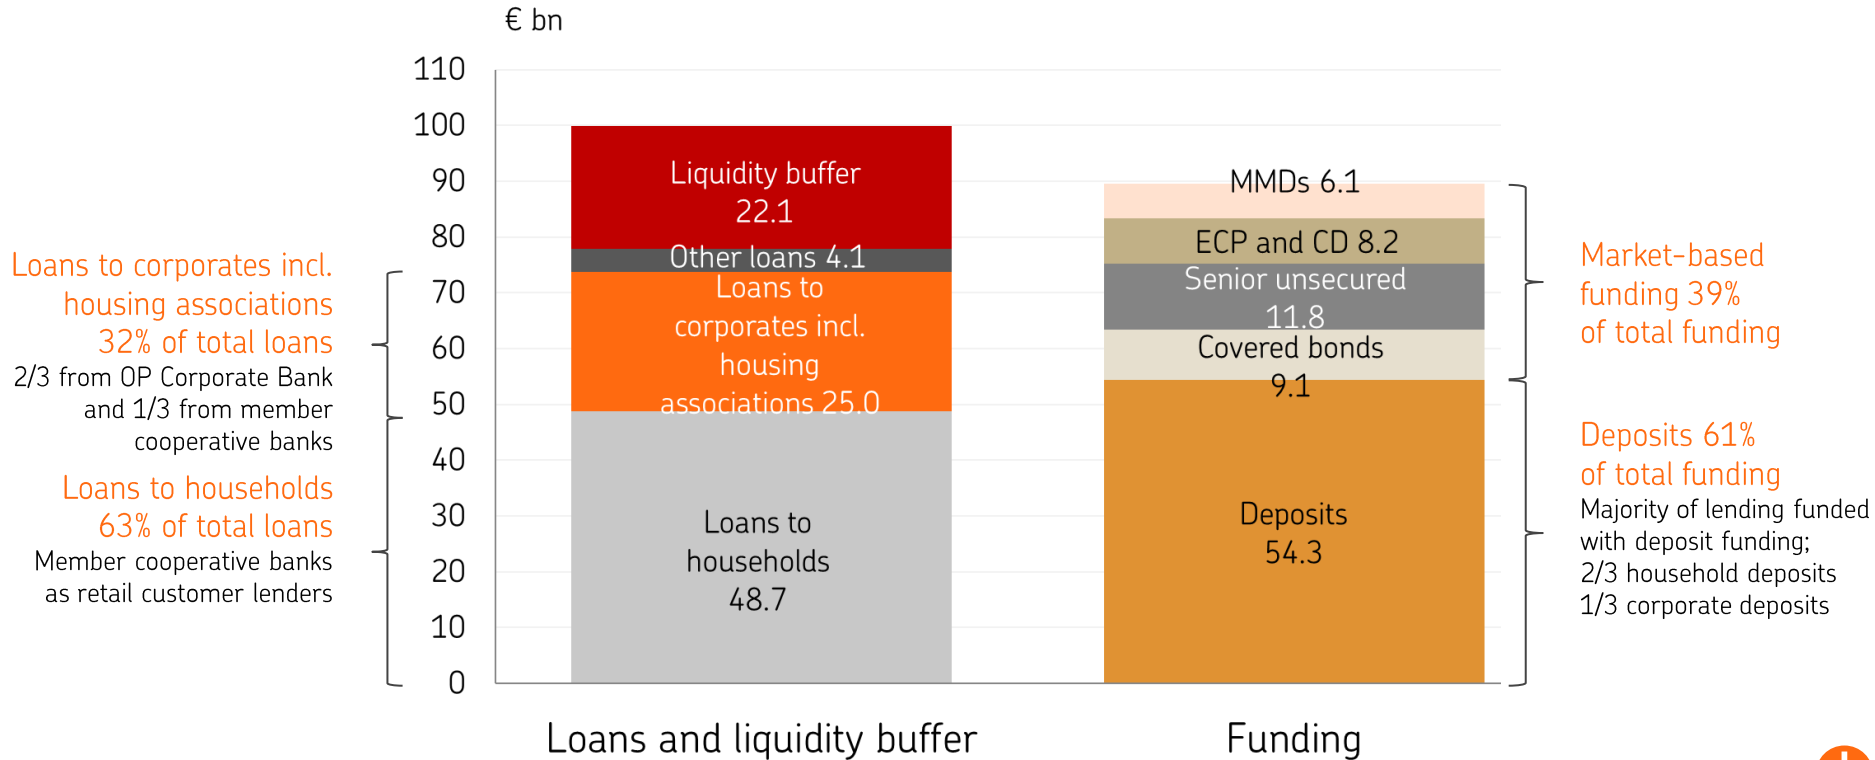 € bn
110
100
90
80
70
60
50
40
30
20
10
0
Loans to corporates incl.
housing associations
32% of total loans
2/3 from OP Corporate Bank
and 1/3 from member
cooperative banks
Loans to households
63% of total loans
Member cooperative banks
as retail customer lenders
Liquidity buffer
22.1
Other loans 4.1
Loans to
corporates incl.
housing
associations 25.0
Loans to
households
48.7
MMDs 6.1
ECP and CD 8.2
Senior unsecured
11.8
Covered bonds
9.1
Deposits
54.3
Market-based
funding 39%
of total funding
Deposits 61%
of total funding
Majority of lending funded
with deposit funding;
2/3 household deposits
1/3 corporate deposits
Loans and liquidity buffer
Funding